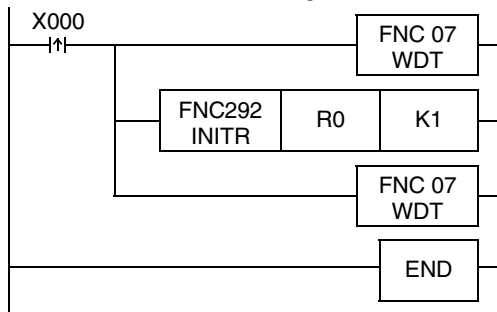 X000
FNC 07
WDT
FNC292
INITR
R0
K1
FNC 07
WDT
END